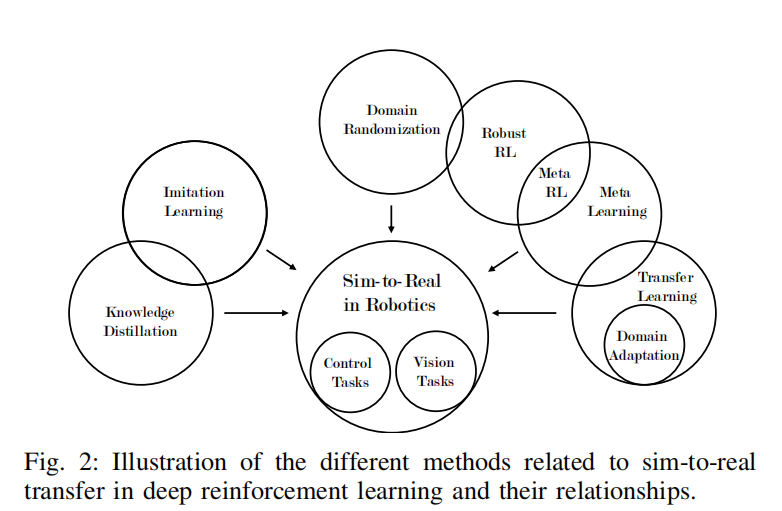 Domain
Randomization
Robust
RL
Meta
RL
Meta
Learning
Imitation
Learning
Transfer
Learning
Sim-to-Real
in Robotics
Knowledge
Distillation
Domain
Adaptation
Control
Tasks
Vision
Tasks
Fig. 2: Illustration of the different methods related to sim-to-real
transfer in deep reinforcement learning and their relationships.